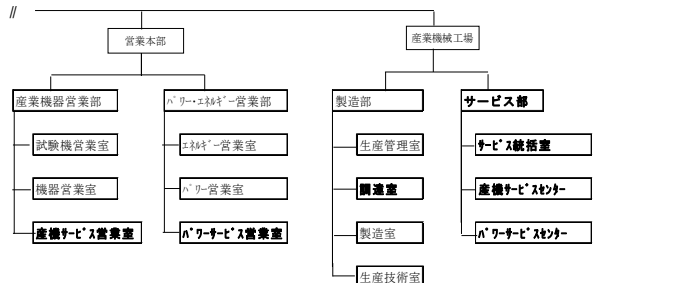 //
営業本部
産業機械工場
産業機器営業部
ﾊﾟﾜｰ・ｴﾈﾙｷﾞｰ営業部
製造部
サービス部
試験機営業室
ｴﾈﾙｷﾞｰ営業室
生産管理室
ｻｰﾋﾞｽ統括室
機器営業室
ﾊﾟﾜｰ営業室
調達室
産機ｻｰﾋﾞｽｾﾝﾀｰ
産機ｻｰﾋﾞｽ営業室
ﾊﾟﾜｰｻｰﾋﾞｽ営業室
製造室
ﾊﾟﾜｰｻｰﾋﾞｽｾﾝﾀｰ
生産技術室